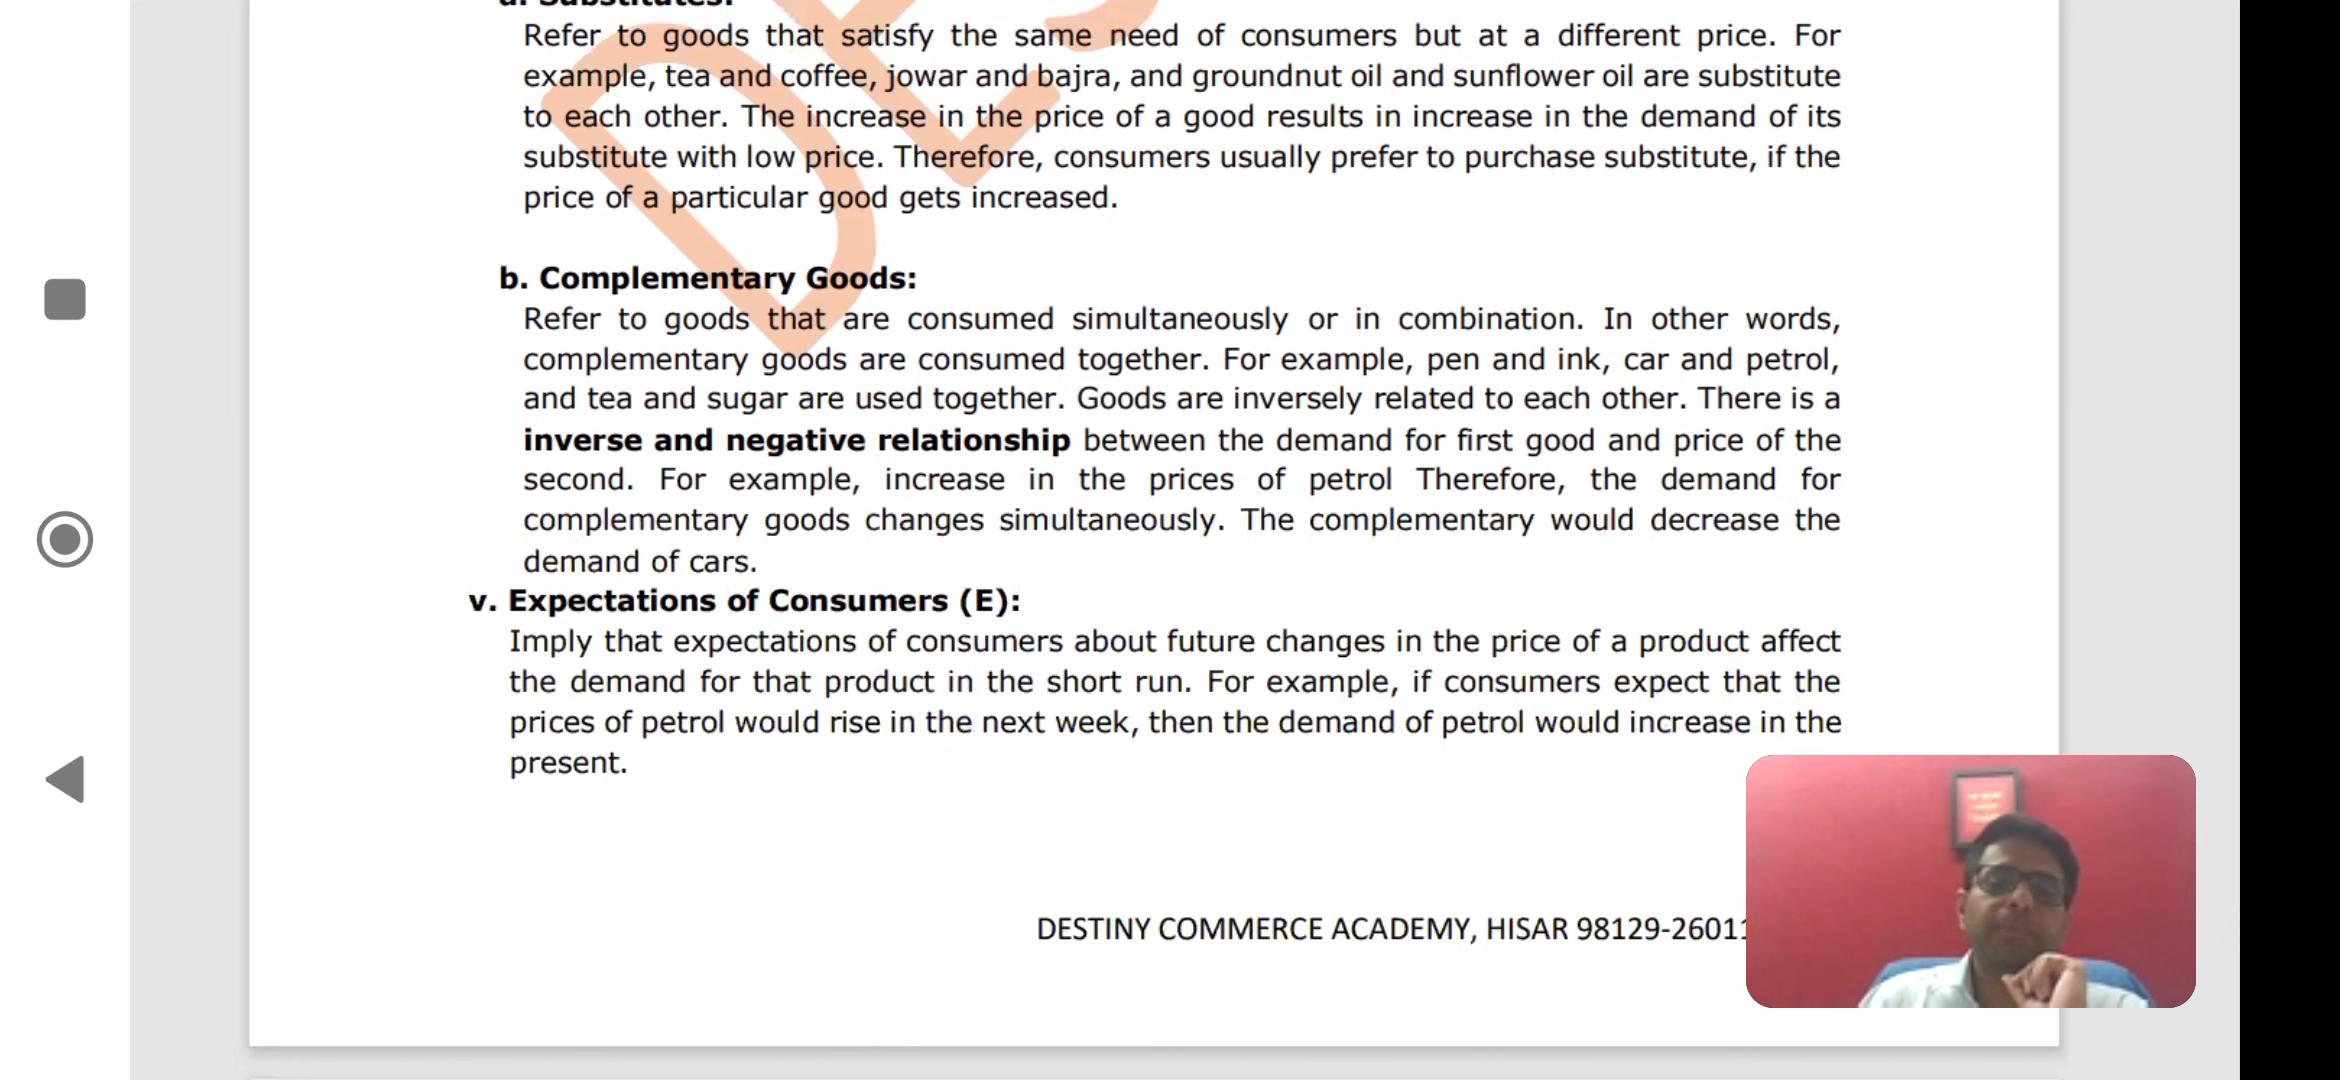 a. Substitutes:
Refer to goods that satisfy the same need of consumers but at a different price. For
example, tea and coffee, jowar and bajra, and groundnut oil and sunflower oil are substitute
to each other. The increase in the price of a good results in increase in the demand of its
substitute with low price. Therefore, consumers usually prefer to purchase substitute, if the
price of a particular good gets increased.
b. Complementary Goods:
Refer to goods that are consumed simultaneously or in combination. In other words,
complementary goods are consumed together. For example, pen and ink, car and petrol,
and tea and sugar are used together. Goods are inversely related to each other. There is a
inverse and negative relationship between the demand for first good and price of the
second. For example, increase in the prices of petrol Therefore, the demand for
complementary goods changes simultaneously. The complementary would decrease the
demand of cars.
v. Expectations of Consumers (E):
Imply that expectations of consumers about future changes in the price of a product affect
the demand for that product in the short run. For example, if consumers expect that the
prices of petrol would rise in the next week, then the demand of petrol would increase in the
present.
DESTINY COMMERCE ACADEMY, HISAR 98129-26011